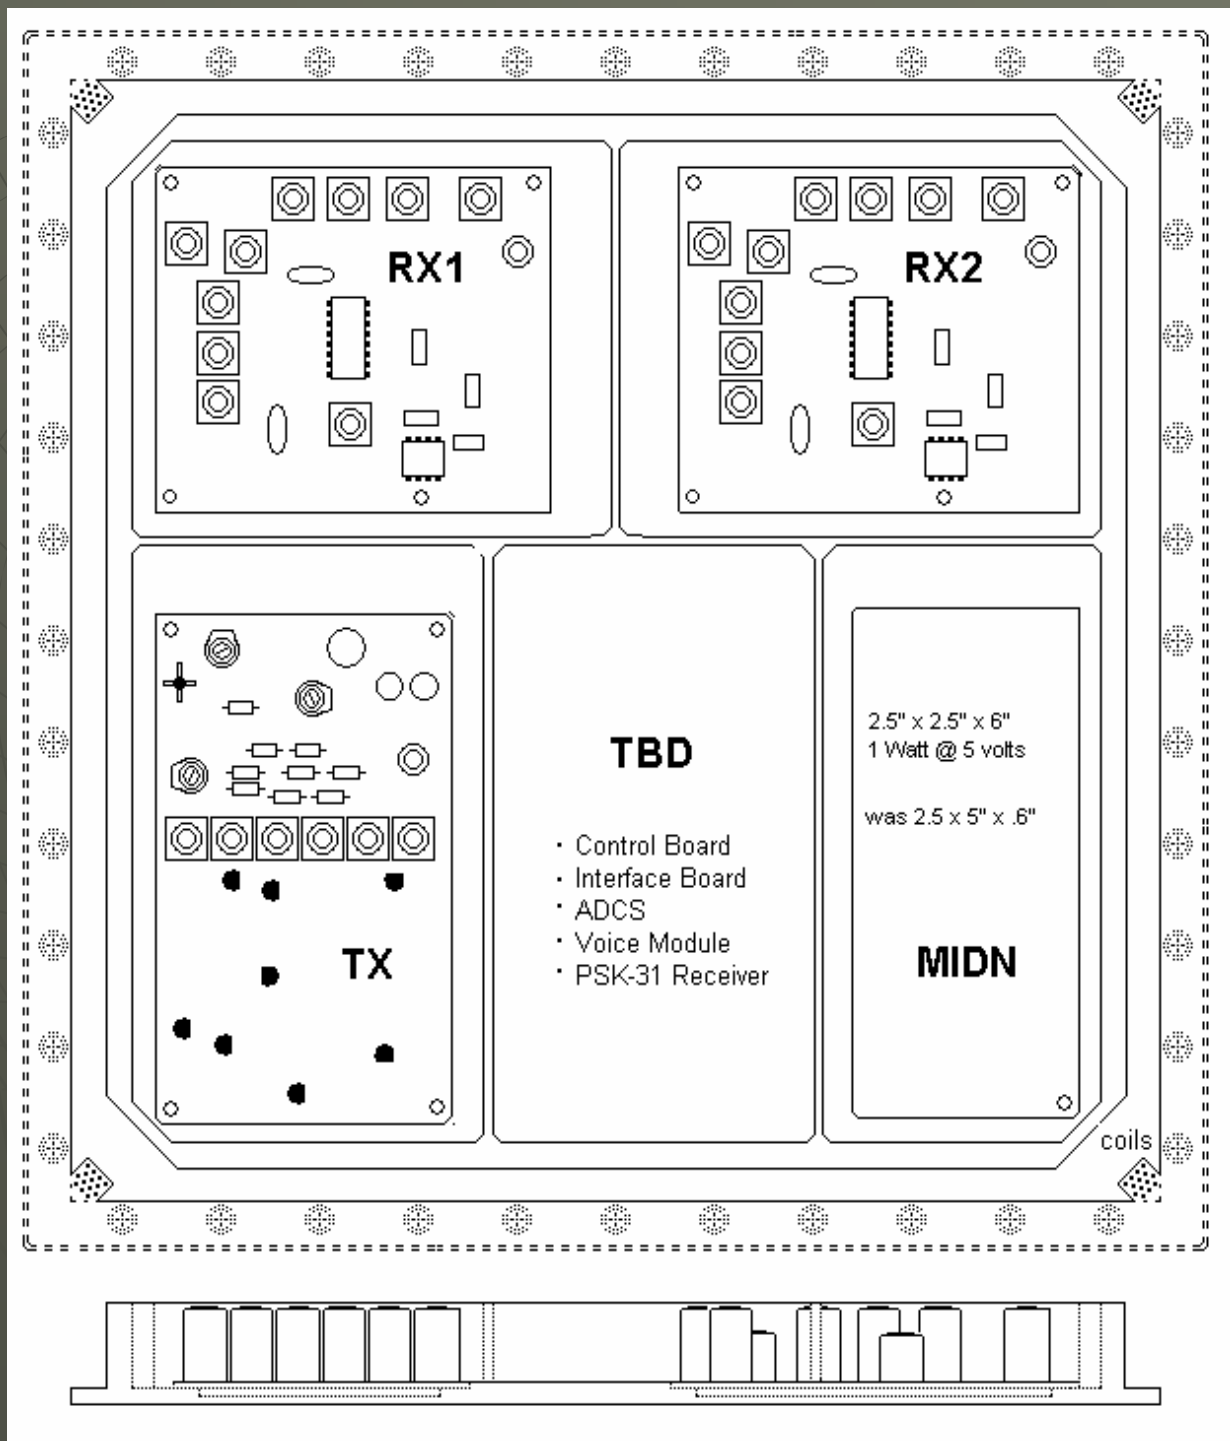 RX1
RX2
TBD
· Control Board
· Interface Board
· ADCS
· Voice Module
· PSK-31 Receiver
TX
2.5" x 2.5" x 6"
1 Watt @ 5 volts
was 2.5 x 5" x .6"
MIDN
coils